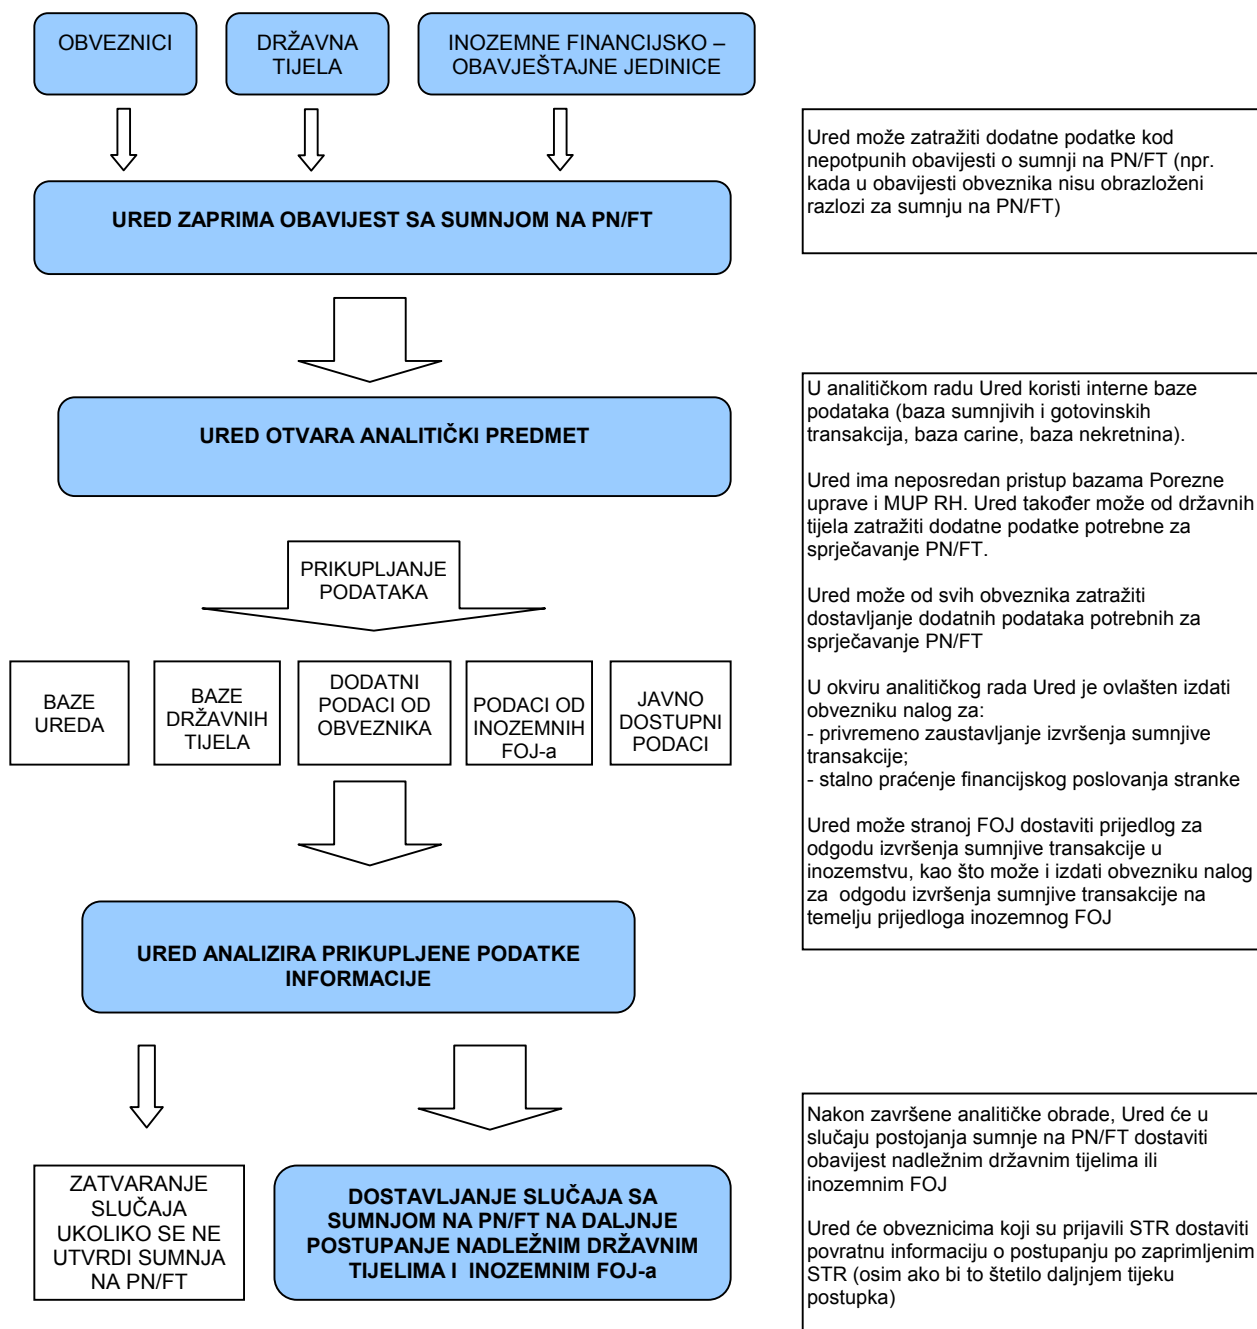 OBVEZNICI
DRŽAVNA
TIJELA
INOZEMNE FINANCIJSKO –
OBAVJEŠTAJNE JEDINICE
URED ZAPRIMA OBAVIJEST SA SUMNJOM NA PN/FT
Ured može zatražiti dodatne podatke kod
nepotpunih obavijesti o sumnji na PN/FT (npr.
kada u obavijesti obveznika nisu obrazloženi
razlozi za sumnju na PN/FT)
URED OTVARA ANALITIČKI PREDMET
PRIKUPLJANJE
PODATAKA
BAZE
UREDA
BAZE
DRŽAVNIH
TIJELA
DODATNI
PODACI OD
OBVEZNIKA
PODACI OD
INOZEMNIH
FOJ-a
JAVNO
DOSTUPNI
PODACI
U analitičkom radu Ured koristi interne baze
podataka (baza sumnjivih i gotovinskih
transakcija, baza carine, baza nekretnina).
Ured ima neposredan pristup bazama Porezne
uprave i MUP RH. Ured također može od državnih
tijela zatražiti dodatne podatke potrebne za
sprječavanje PN/FT.
Ured može od svih obveznika zatražiti
dostavljanje dodatnih podataka potrebnih za
sprječavanje PN/FT
U okviru analitičkog rada Ured je ovlašten izdati
obvezniku nalog za:
- privremeno zaustavljanje izvršenja sumnjive
transakcije;
- stalno praćenje financijskog poslovanja stranke
Ured može stranoj FOJ dostaviti prijedlog za
odgodu izvršenja sumnjive transakcije u
inozemstvu, kao što može i izdati obvezniku nalog
za odgodu izvršenja sumnjive transakcije na
temelju prijedloga inozemnog FOJ
URED ANALIZIRA PRIKUPLJENE PODATKE
INFORMACIJE
ZATVARANJE
SLUČAJA
UKOLIKO SE NE
UTVRDI SUMNJA
NA PN/FT
DOSTAVLJANJE SLUČAJA SA
SUMNJOM NA PN/FT NA DALJNJE
POSTUPANJE NADLEŽNIM DRŽAVNIM
TIJELIMA I INOZEMNIM FOJ-a
Nakon završene analitičke obrade, Ured će u
slučaju postojanja sumnje na PN/FT dostaviti
obavijest nadležnim državnim tijelima ili
inozemnim FOJ
Ured će obveznicima koji su prijavili STR dostaviti
povratnu informaciju o postupanju po zaprimljenim
STR (osim ako bi to štetilo daljnjem tijeku
postupka)